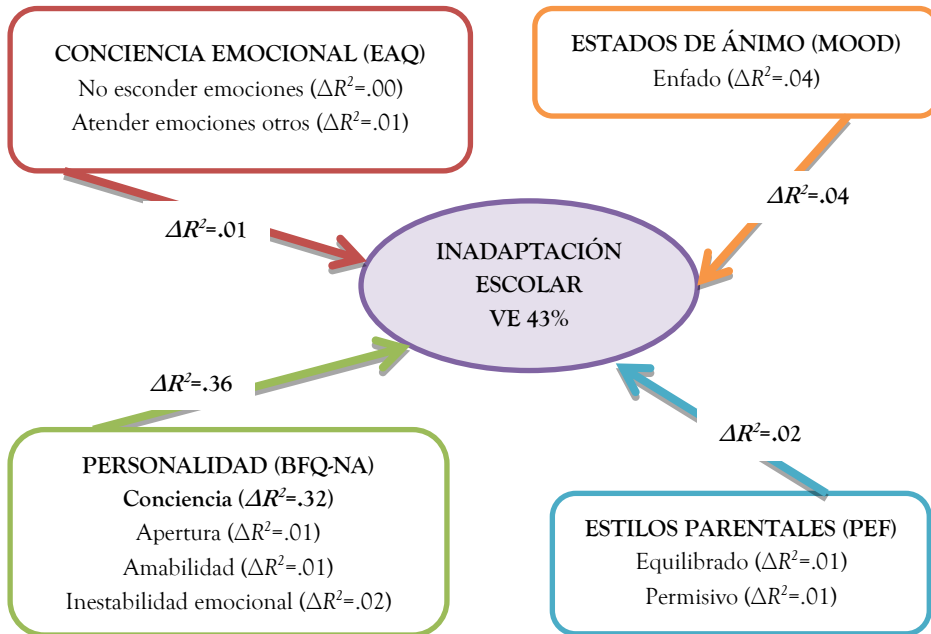 CONCIENCIA EMOCIONAL (EAQ)
No esconder emociones (ΔR²=.00)
Atender emociones otros (ΔR²=.01)
ESTADOS DE ÁNIMO (MOOD)
Enfado (ΔR²=.04)
ΔR²=.01
ΔR²=.04
INADAPTACIÓN
ESCOLAR
VE 43%
ΔR²=.36
ΔR²=.02
PERSONALIDAD (BFQ-NA)
Conciencia (ΔR²=.32)
Apertura (ΔR²=.01)
Amabilidad (ΔR²=.01)
Inestabilidad emocional (ΔR²=.02)
ESTILOS PARENTALES (PEF)
Equilibrado (ΔR²=.01)
Permisivo (ΔR²=.01)